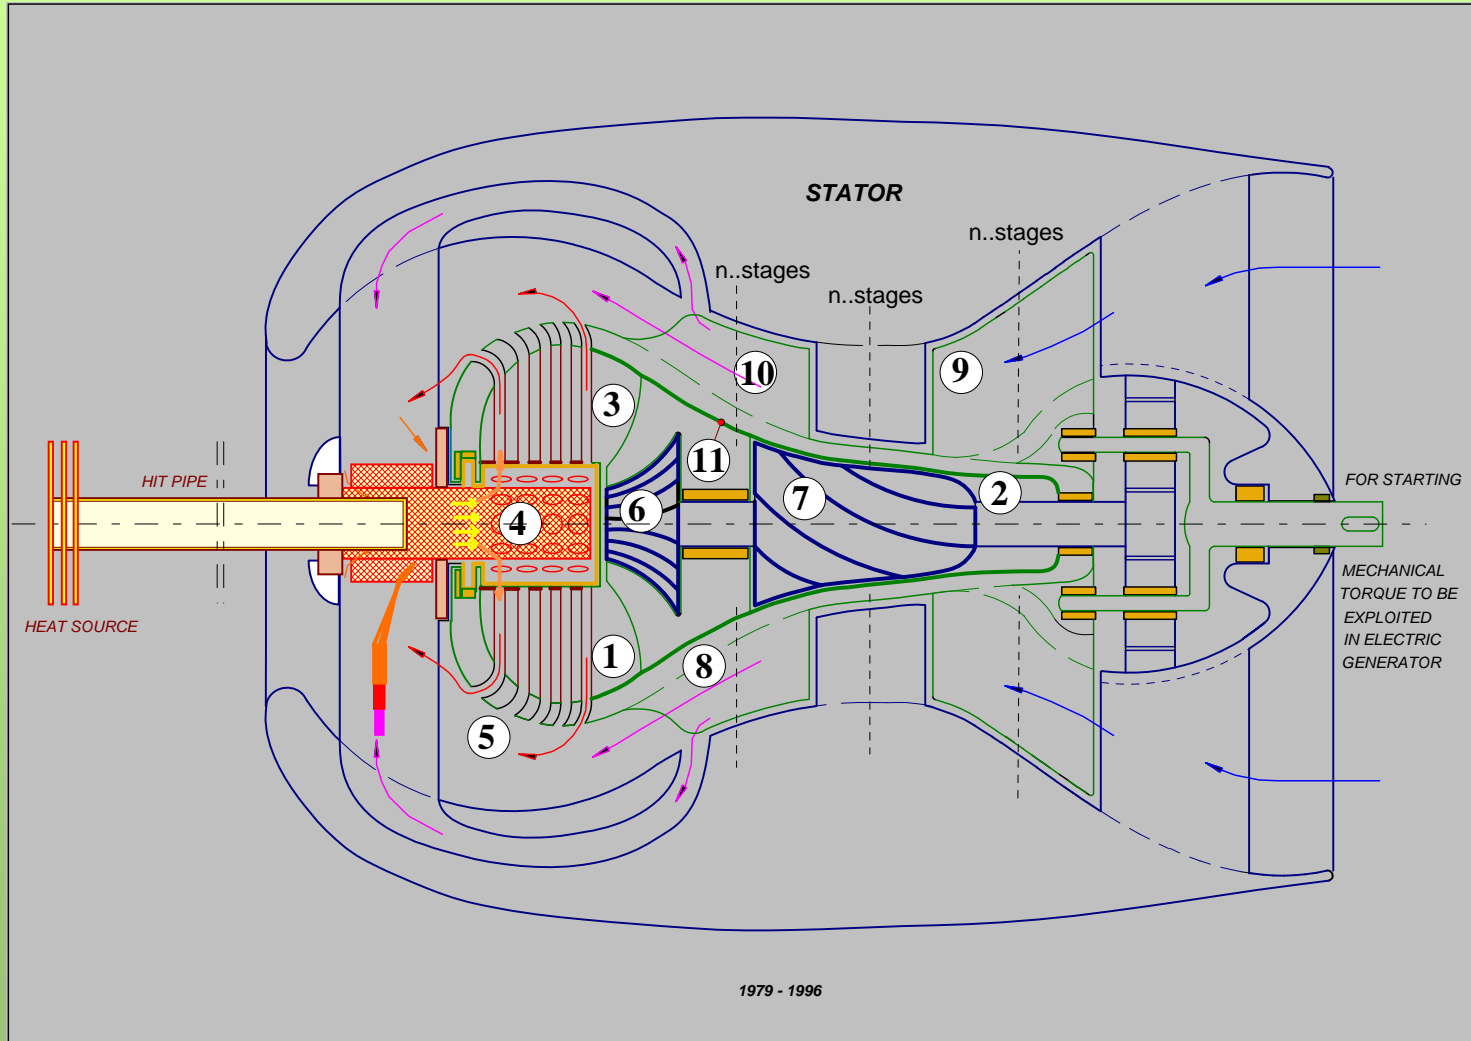 STATOR
n..stages
n..stages
n..stages
10
9
3
11
HIT PIPE
4
6
7
2
FOR STARTING
HEAT SOURCE
MECHANICAL
TORQUE TO BE
EXPLOITED
IN ELECTRIC
GENERATOR
1
8
5
1979 - 1996